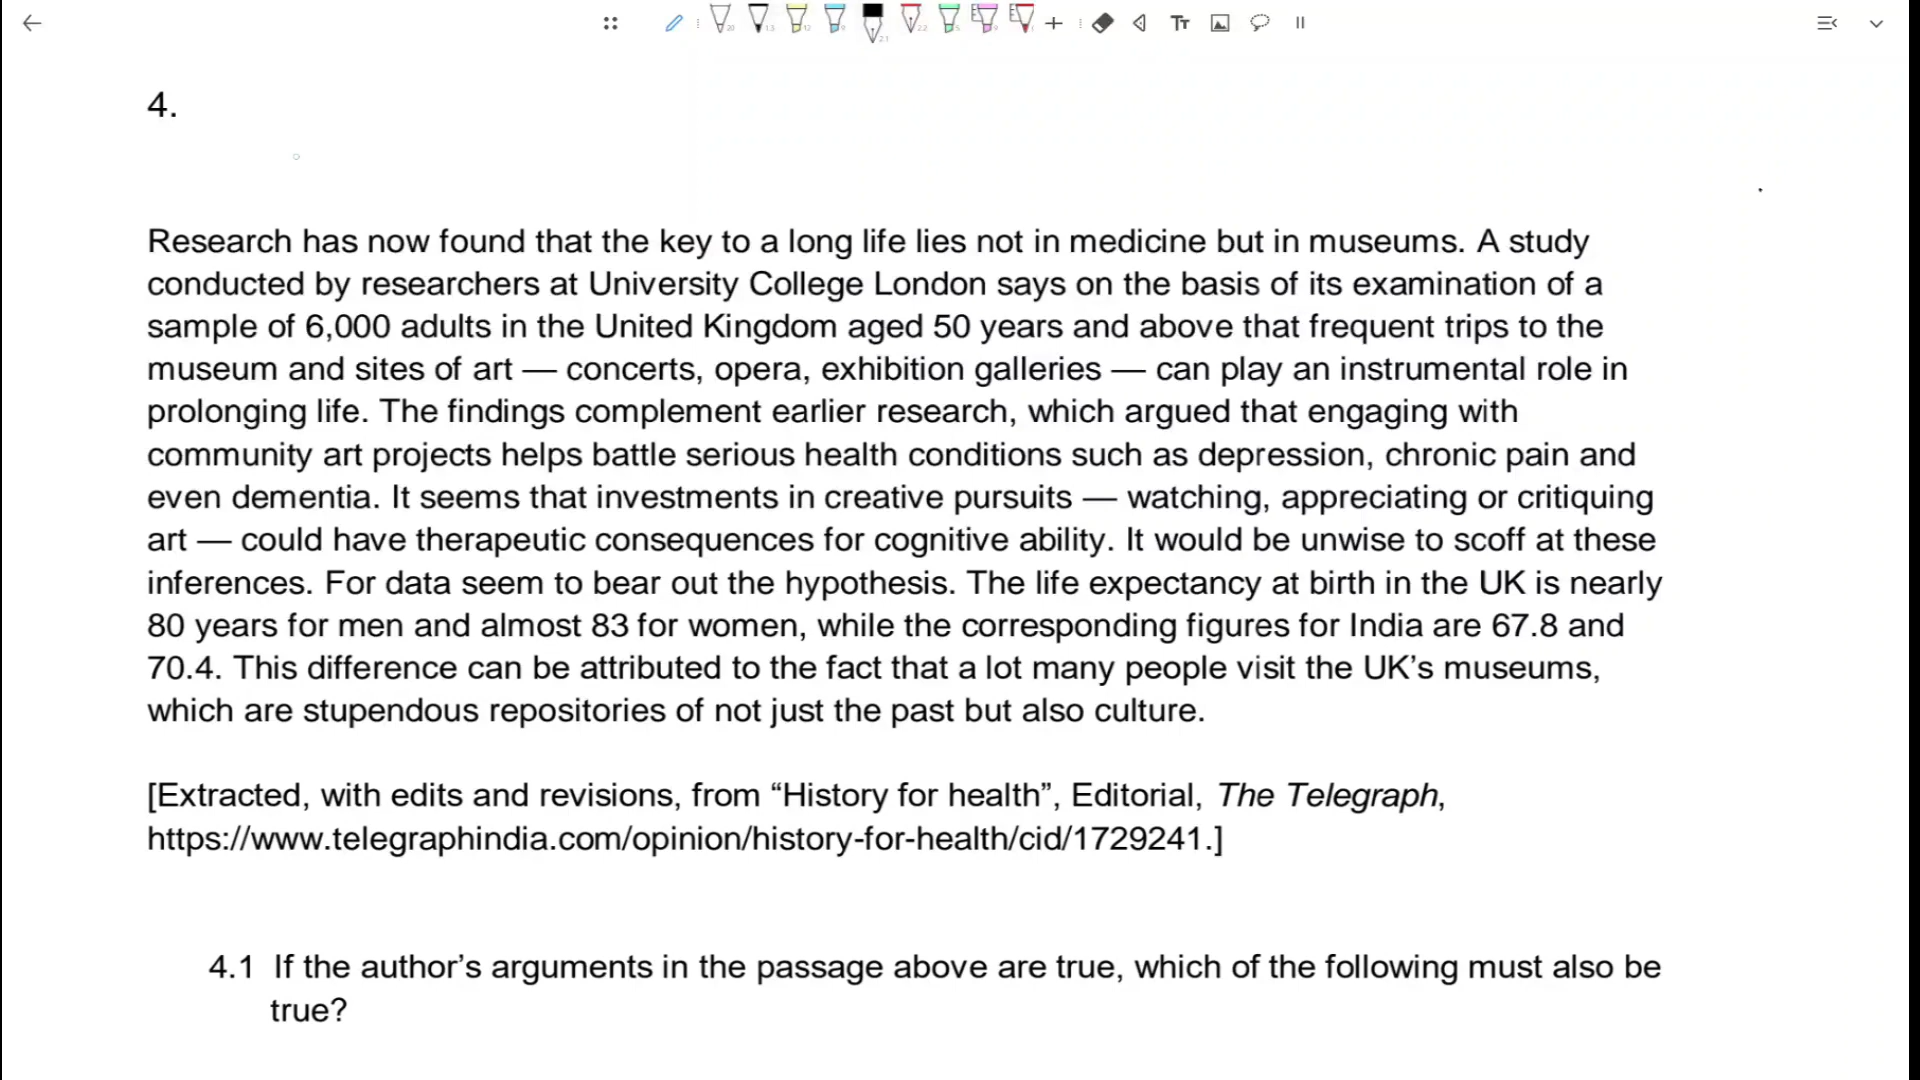 4.
Research has now found that the key to a long life lies not in medicine but in museums. A study
conducted by researchers at University College London says on the basis of its examination of a
sample of 6,000 adults in the United Kingdom aged 50 years and above that frequent trips to the
museum and sites of art — concerts, opera, exhibition galleries — can play an instrumental role in
prolonging life. The findings complement earlier research, which argued that engaging with
community art projects helps battle serious health conditions such as depression, chronic pain and
even dementia. It seems that investments in creative pursuits — watching, appreciating or critiquing
art — could have therapeutic consequences for cognitive ability. It would be unwise to scoff at these
inferences. For data seem to bear out the hypothesis. The life expectancy at birth in the UK is nearly
80 years for men and almost 83 for women, while the corresponding figures for India are 67.8 and
70.4. This difference can be attributed to the fact that a lot many people visit the UK’s museums,
which are stupendous repositories of not just the past but also culture.
[Extracted, with edits and revisions, from “History for health”, Editorial, The Telegraph,
https://www.telegraphindia.com/opinion/history-for-health/cid/1729241.]
4.1 If the author’s arguments in the passage above are true, which of the following must also be
true?